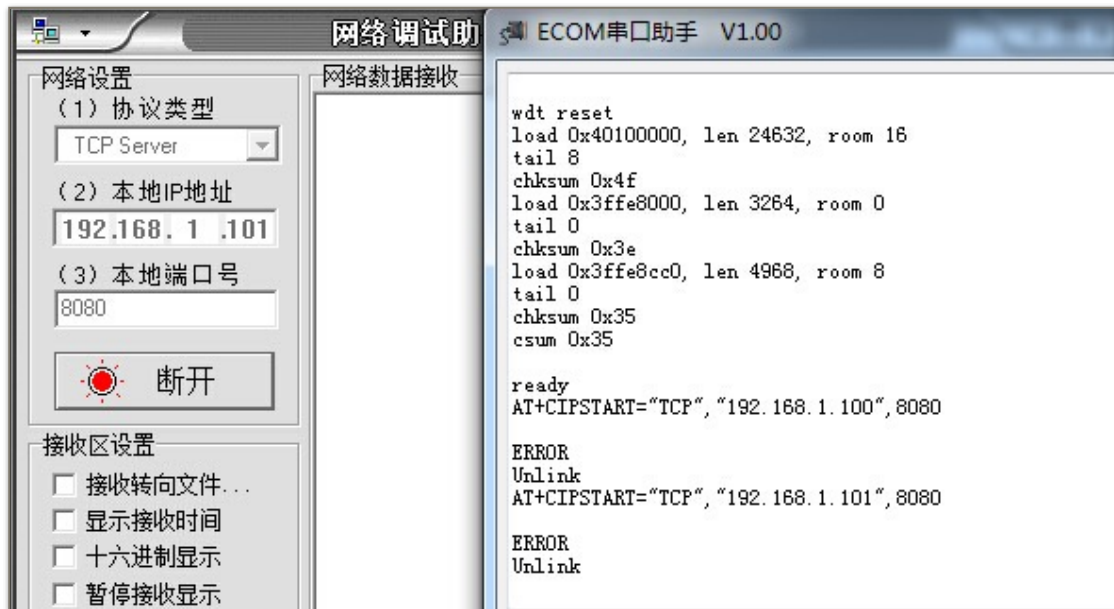 网络调试助
网络设置
(1) 协议类型
TCP Server
(2) 本地IP地址
192.168. 1 .101
(3) 本地端口号
8080
断开
接收区设置
接收转向文件...
显示接收时间
十六进制显示
暂停接收显示
网络数据接收
ECOM串口助手 V1.00
wdt reset
load 0x40100000, len 24632, room 16
tail 8
chksum 0x4f
load 0x3ffe8000, len 3264, room 0
tail 0
chksum 0x3e
load 0x3ffe8cc0, len 4968, room 8
tail 0
chksum 0x35
csum 0x35
ready
AT+CIPSTART="TCP","192.168.1.100",8080
ERROR
Unlink
AT+CIPSTART="TCP","192.168.1.101",8080
ERROR
Unlink